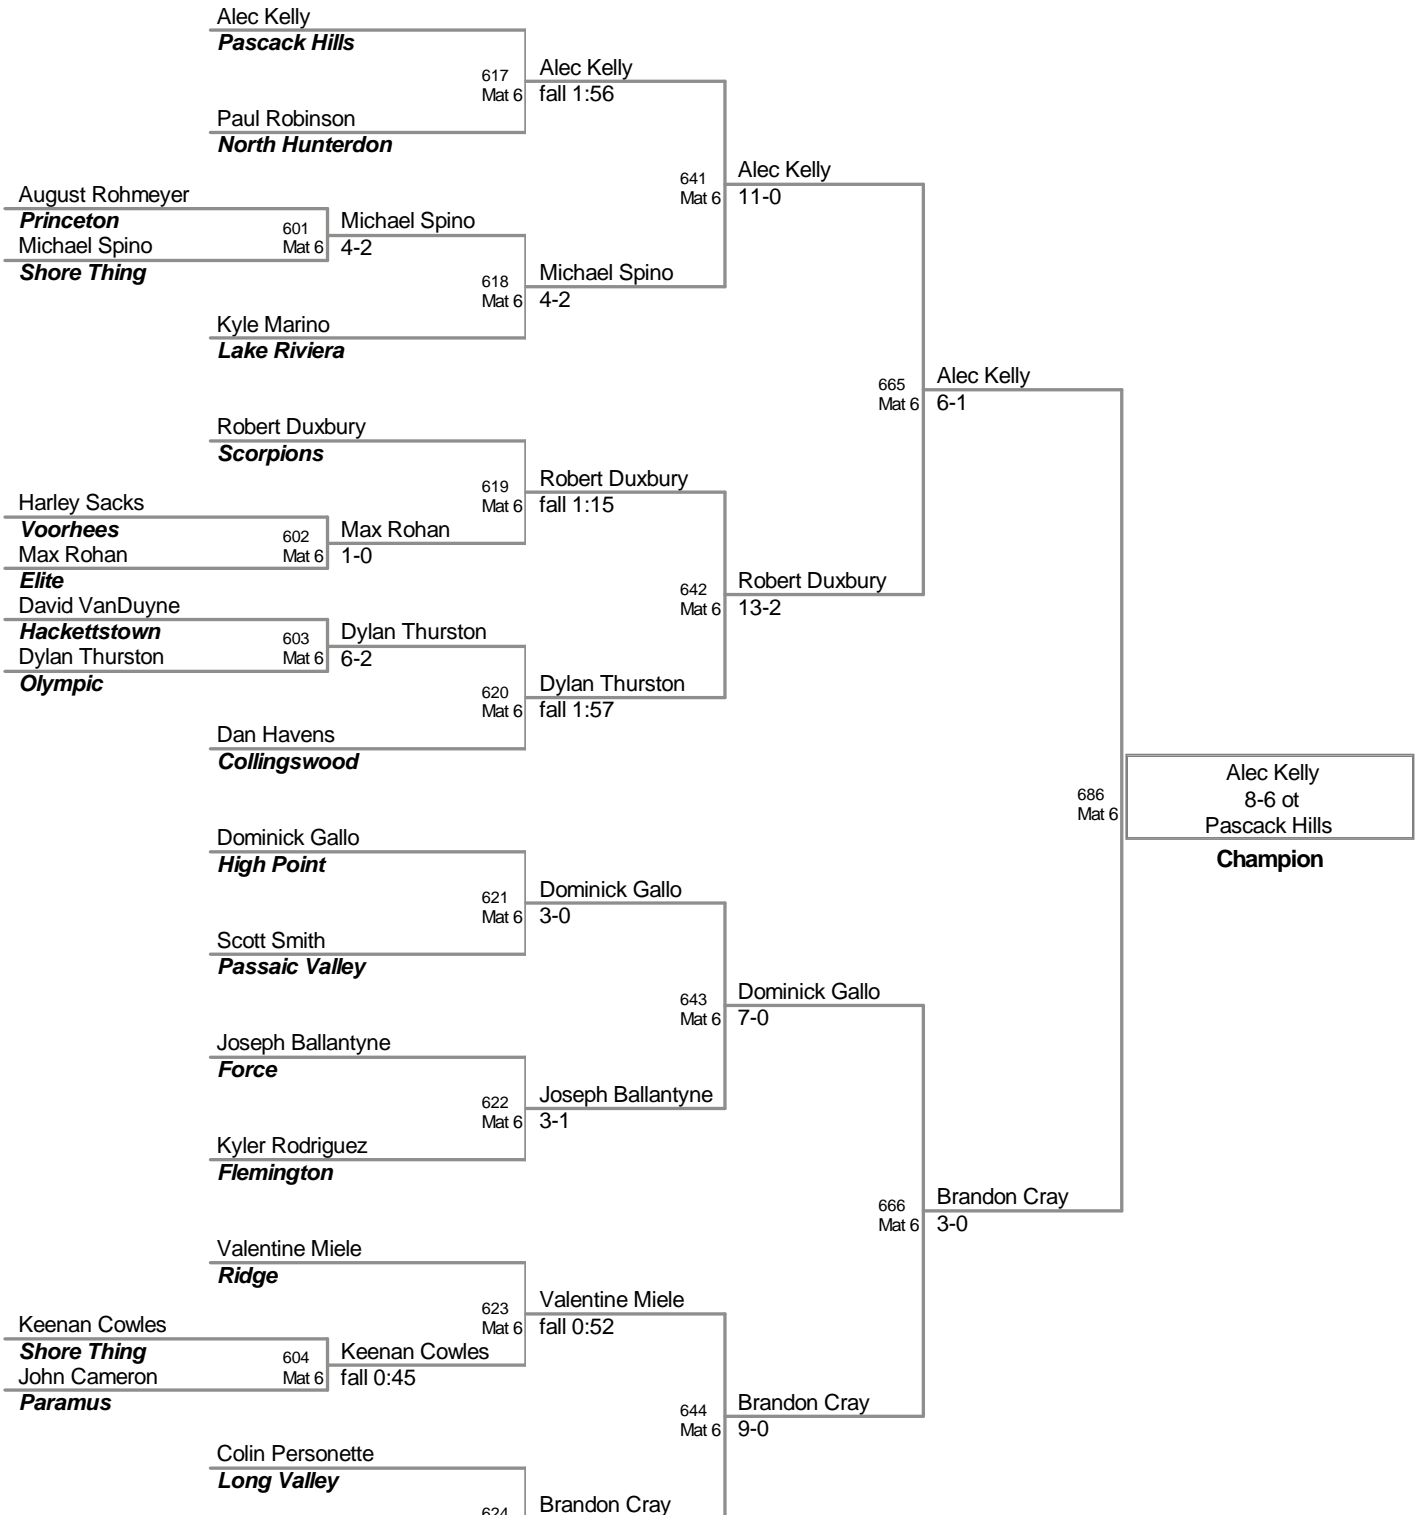 Alec Kelly
Pascack Hills
617
Mat 6
Alec Kelly
fall 1:56
Paul Robinson
North Hunterdon
641
Mat 6
Alec Kelly
11-0
August Rohmeyer
Princeton
Michael Spino
Shore Thing
601
Mat 6
Michael Spino
4-2
618
Mat 6
Michael Spino
4-2
Kyle Marino
Lake Riviera
665
Mat 6
Alec Kelly
6-1
Robert Duxbury
Scorpions
619
Mat 6
Robert Duxbury
fall 1:15
Harley Sacks
Voorhees
Max Rohan
Elite
602
Mat 6
Max Rohan
1-0
642
Mat 6
Robert Duxbury
13-2
David VanDuyne
Hackettstown
Dylan Thurston
Olympic
603
Mat 6
Dylan Thurston
6-2
620
Mat 6
Dylan Thurston
fall 1:57
Dan Havens
Collingswood
686
Mat 6
Alec Kelly
8-6 ot
Pascack Hills
Champion
Dominick Gallo
High Point
621
Mat 6
Dominick Gallo
3-0
Scott Smith
Passaic Valley
643
Mat 6
Dominick Gallo
7-0
Joseph Ballantyne
Force
622
Mat 6
Joseph Ballantyne
3-1
Kyler Rodriguez
Flemington
666
Mat 6
Brandon Cray
3-0
Valentine Miele
Ridge
623
Mat 6
Valentine Miele
fall 0:52
Keenan Cowles
Shore Thing
John Cameron
Paramus
604
Mat 6
Keenan Cowles
fall 0:45
644
Mat 6
Brandon Cray
9-0
Colin Personette
Long Valley
624
Brandon Cray